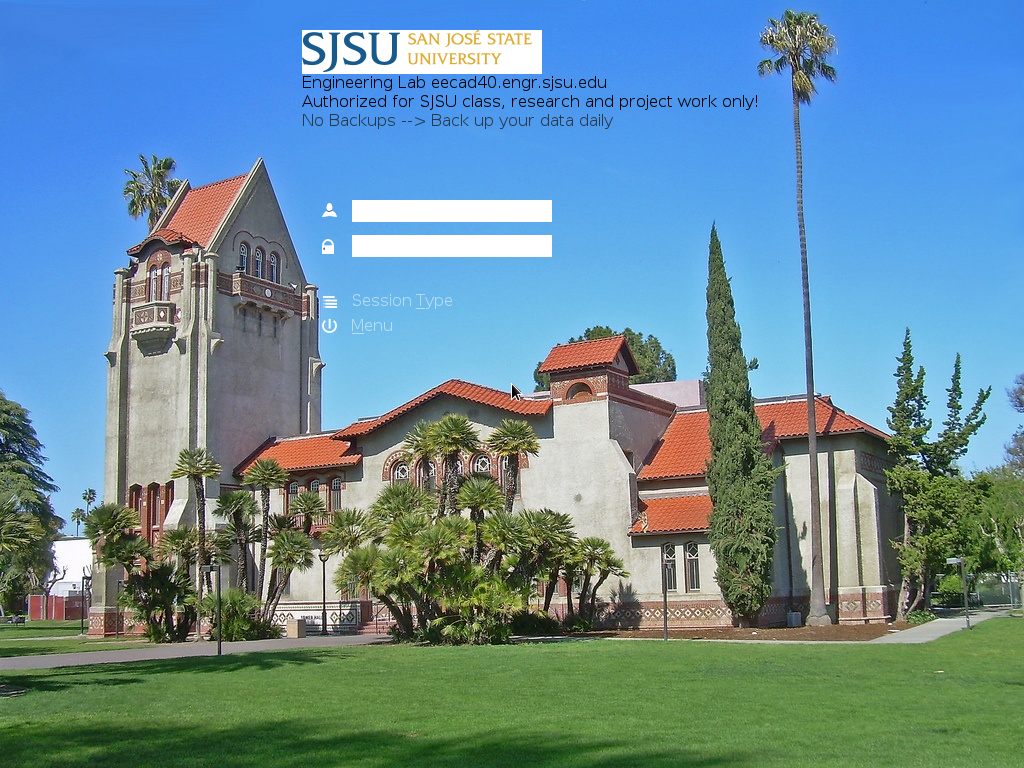 SJSU SAN JOSÉ STATE
UNIVERSITY
Engineering Lab eecad40.engr.sjsu.edu
Authorized for SJSU class, research and project work only!
No Backups --> Back up your data daily
Session Type
Menu